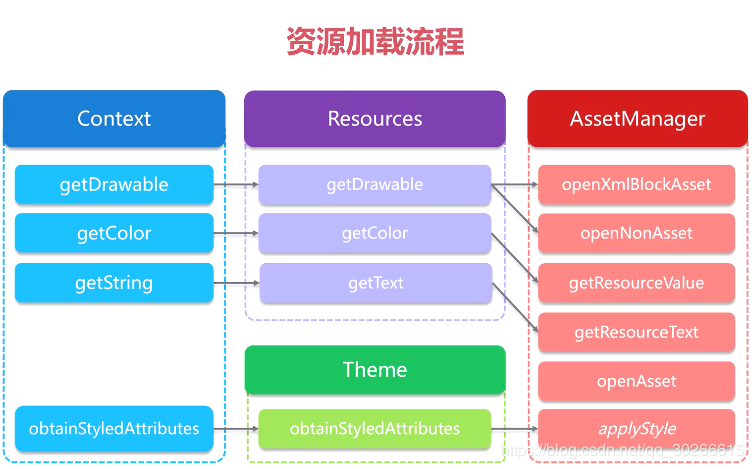 资源加载流程
Context
Resources
AssetManager
getDrawable
getDrawable
openXmlBlockAsset
getColor
getColor
openNonAsset
getString
getText
getResourceValue
getResourceText
Theme
openAsset
obtainStyledAttributes
obtainStyledAttributes
applyStyle
https://blog.csdn.net/qq_30266615